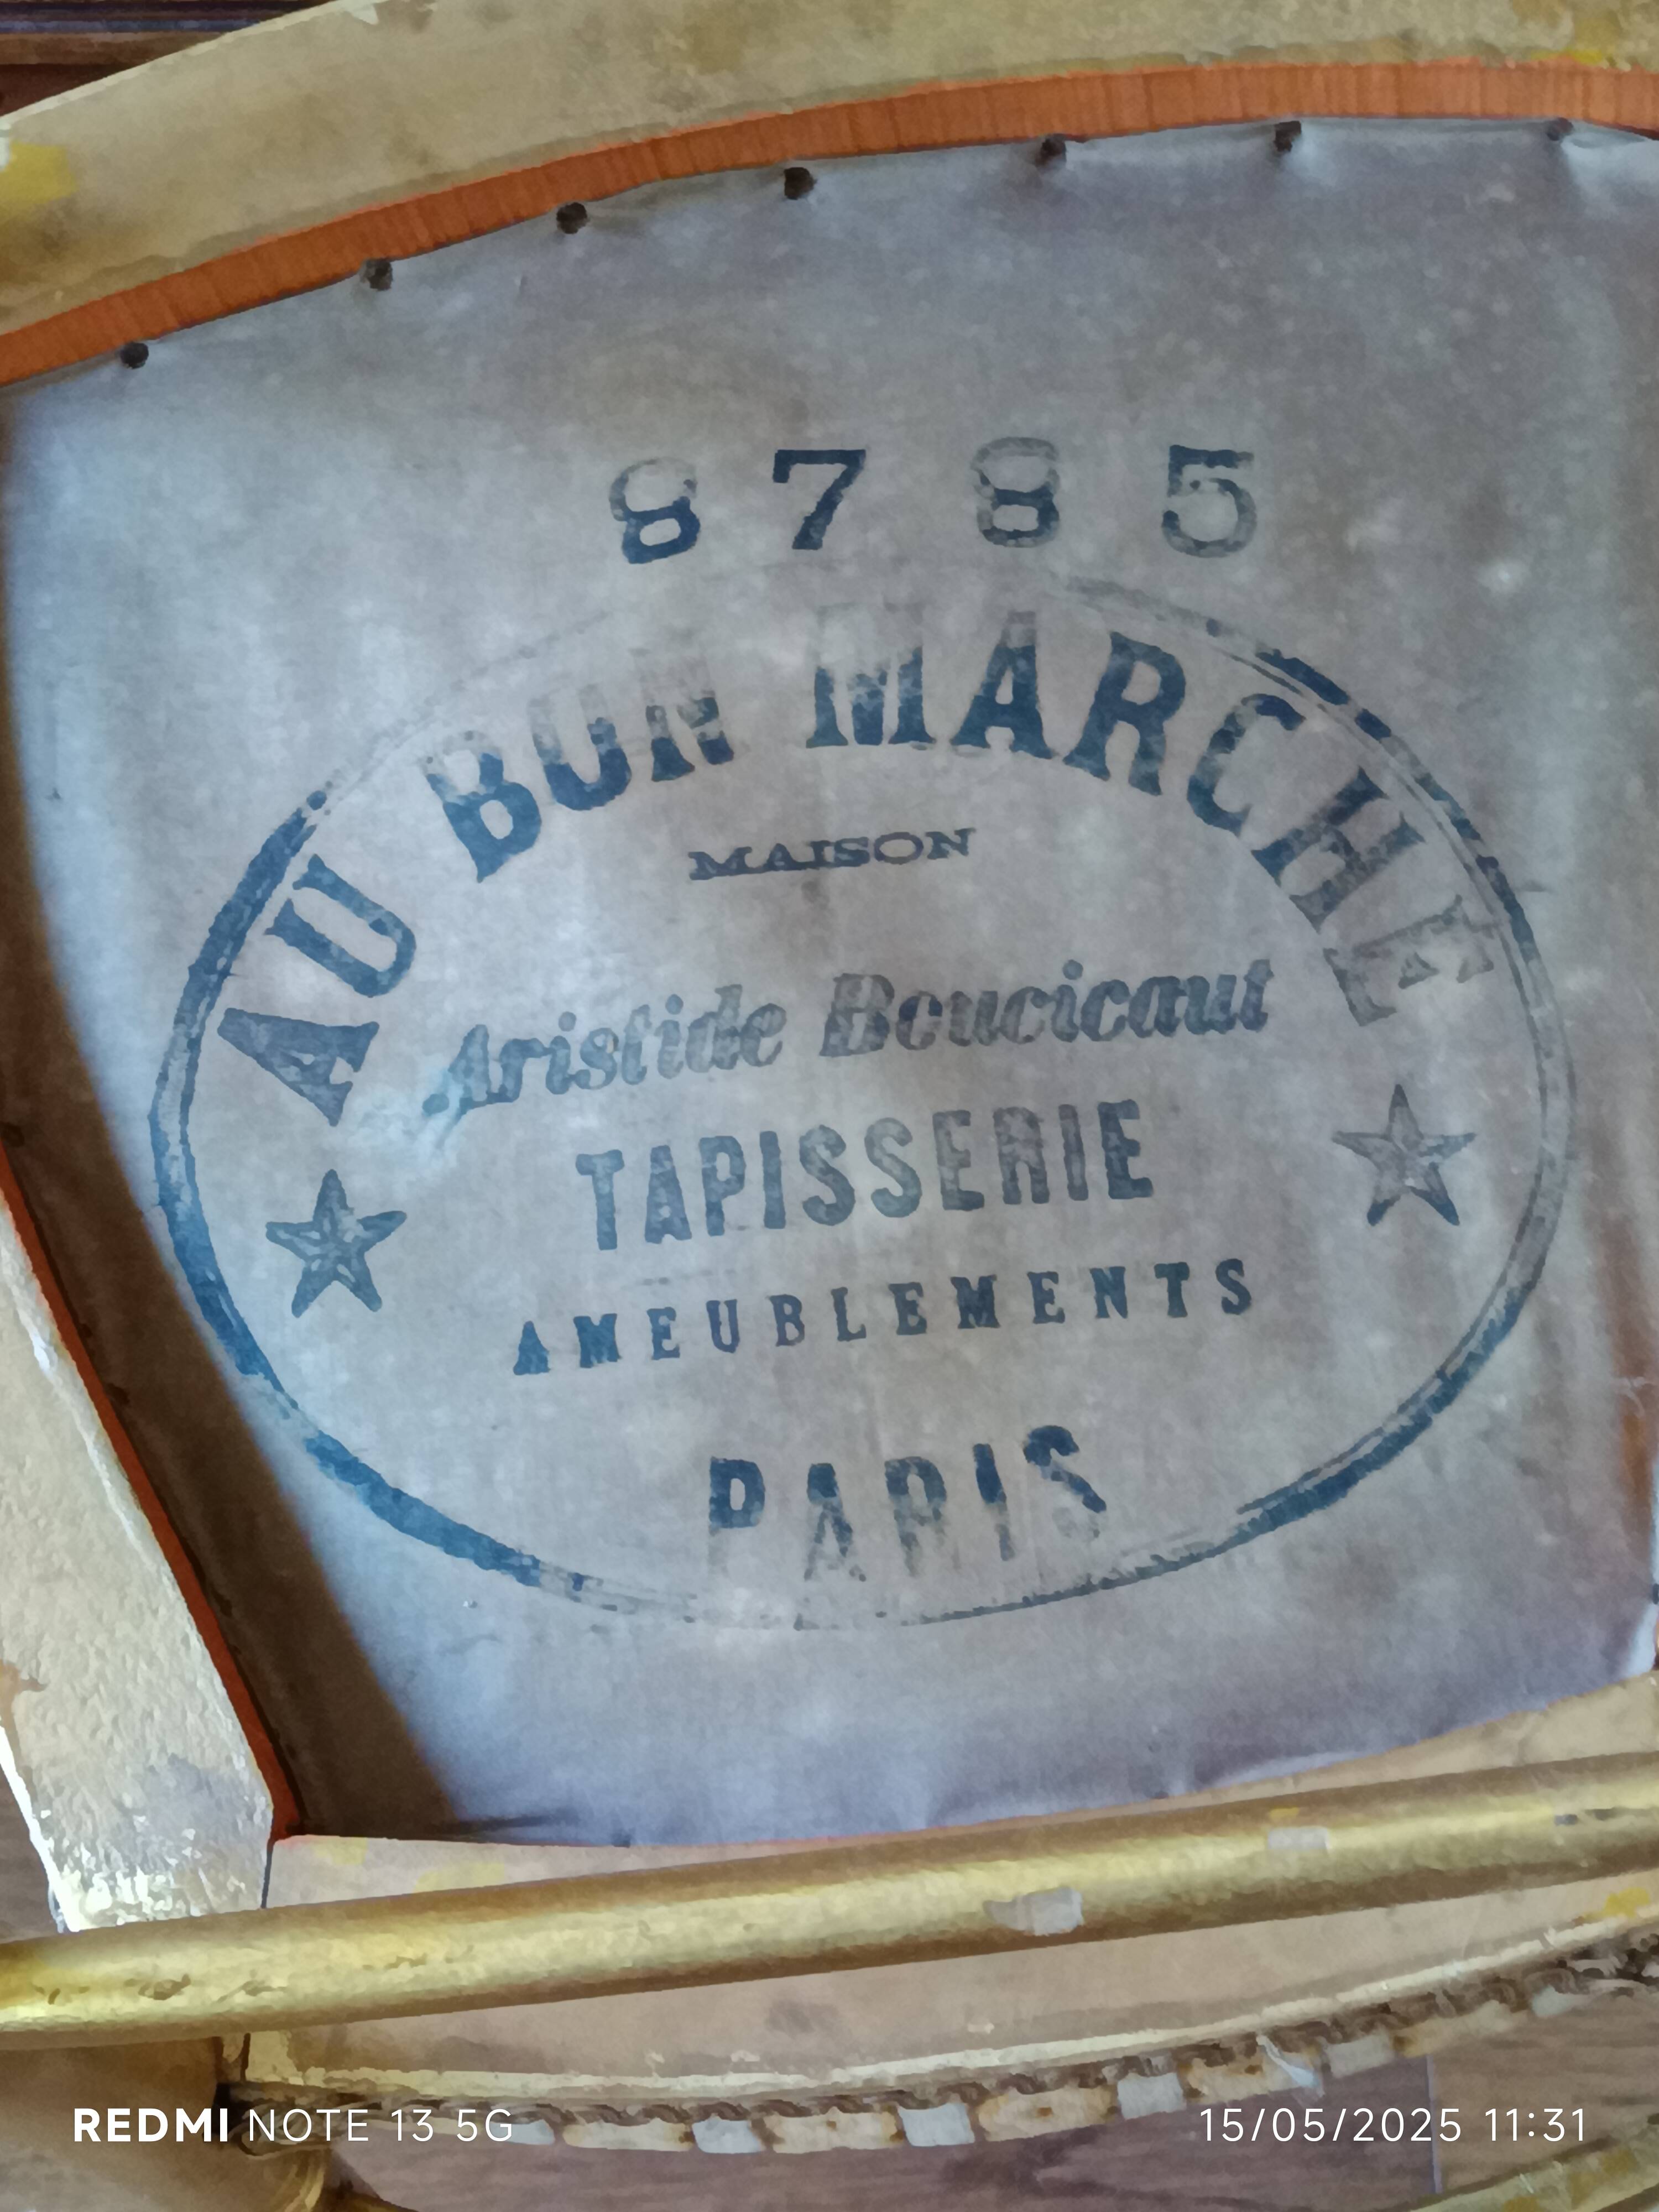 8785
AU BON MARCHE
MAISON
Aristide Boucicaut
TAPISSERIE
AMEUBLEMENTS
PARIS
REDMI NOTE 13 5G
15/05/2025 11:31